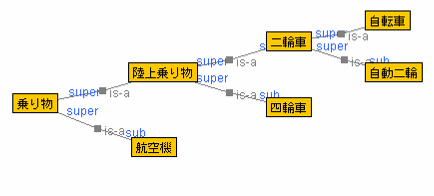 自転車
super
is-a
二輪車
super
is-a
super
is-a
sub
自動二輪
陸上乗り物
super
is-a
sub
四輪車
super
is-a
乗り物
super
is-a
sub
航空機